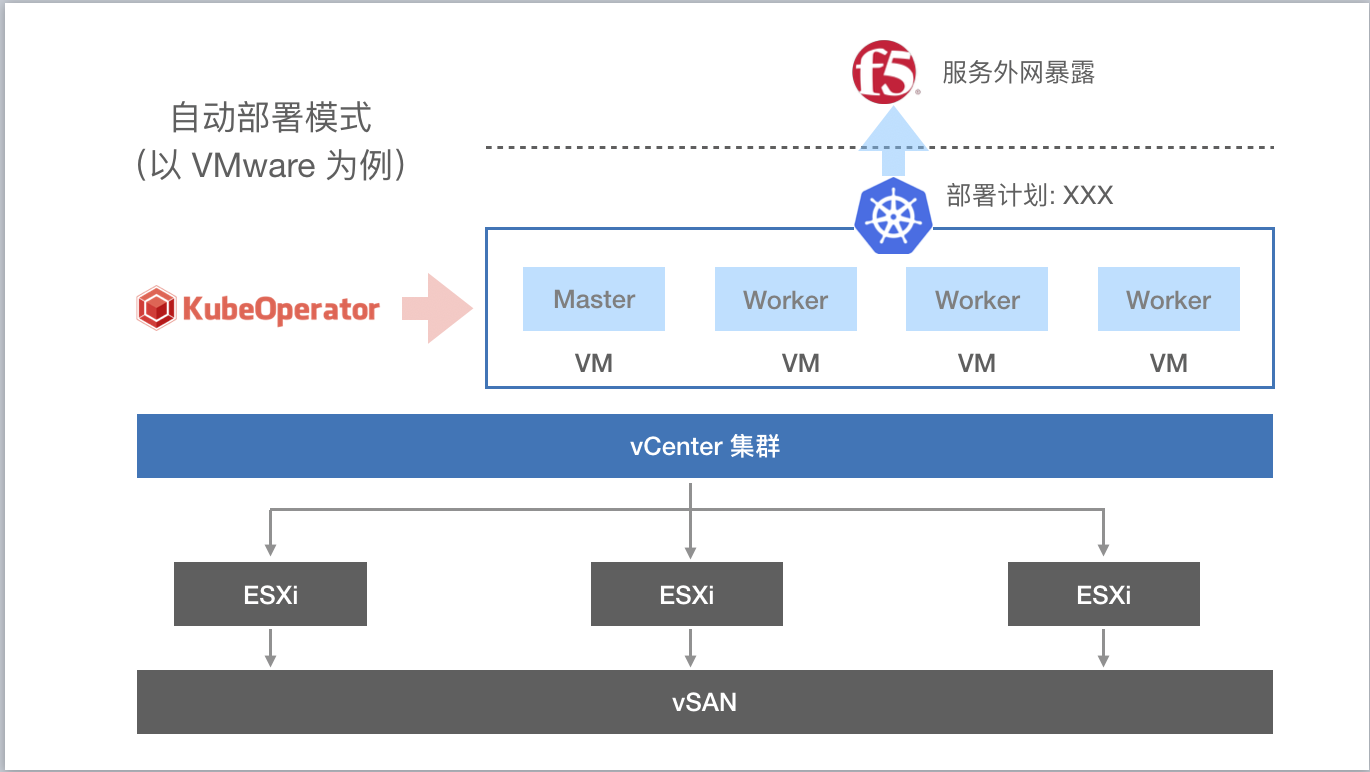 f5
服务外网暴露
自动部署模式
（以 VMware 为例）
部署计划: XXX
KubeOperator
Master
Worker
Worker
Worker
VM
VM
VM
VM
vCenter 集群
ESXi
ESXi
ESXi
vSAN